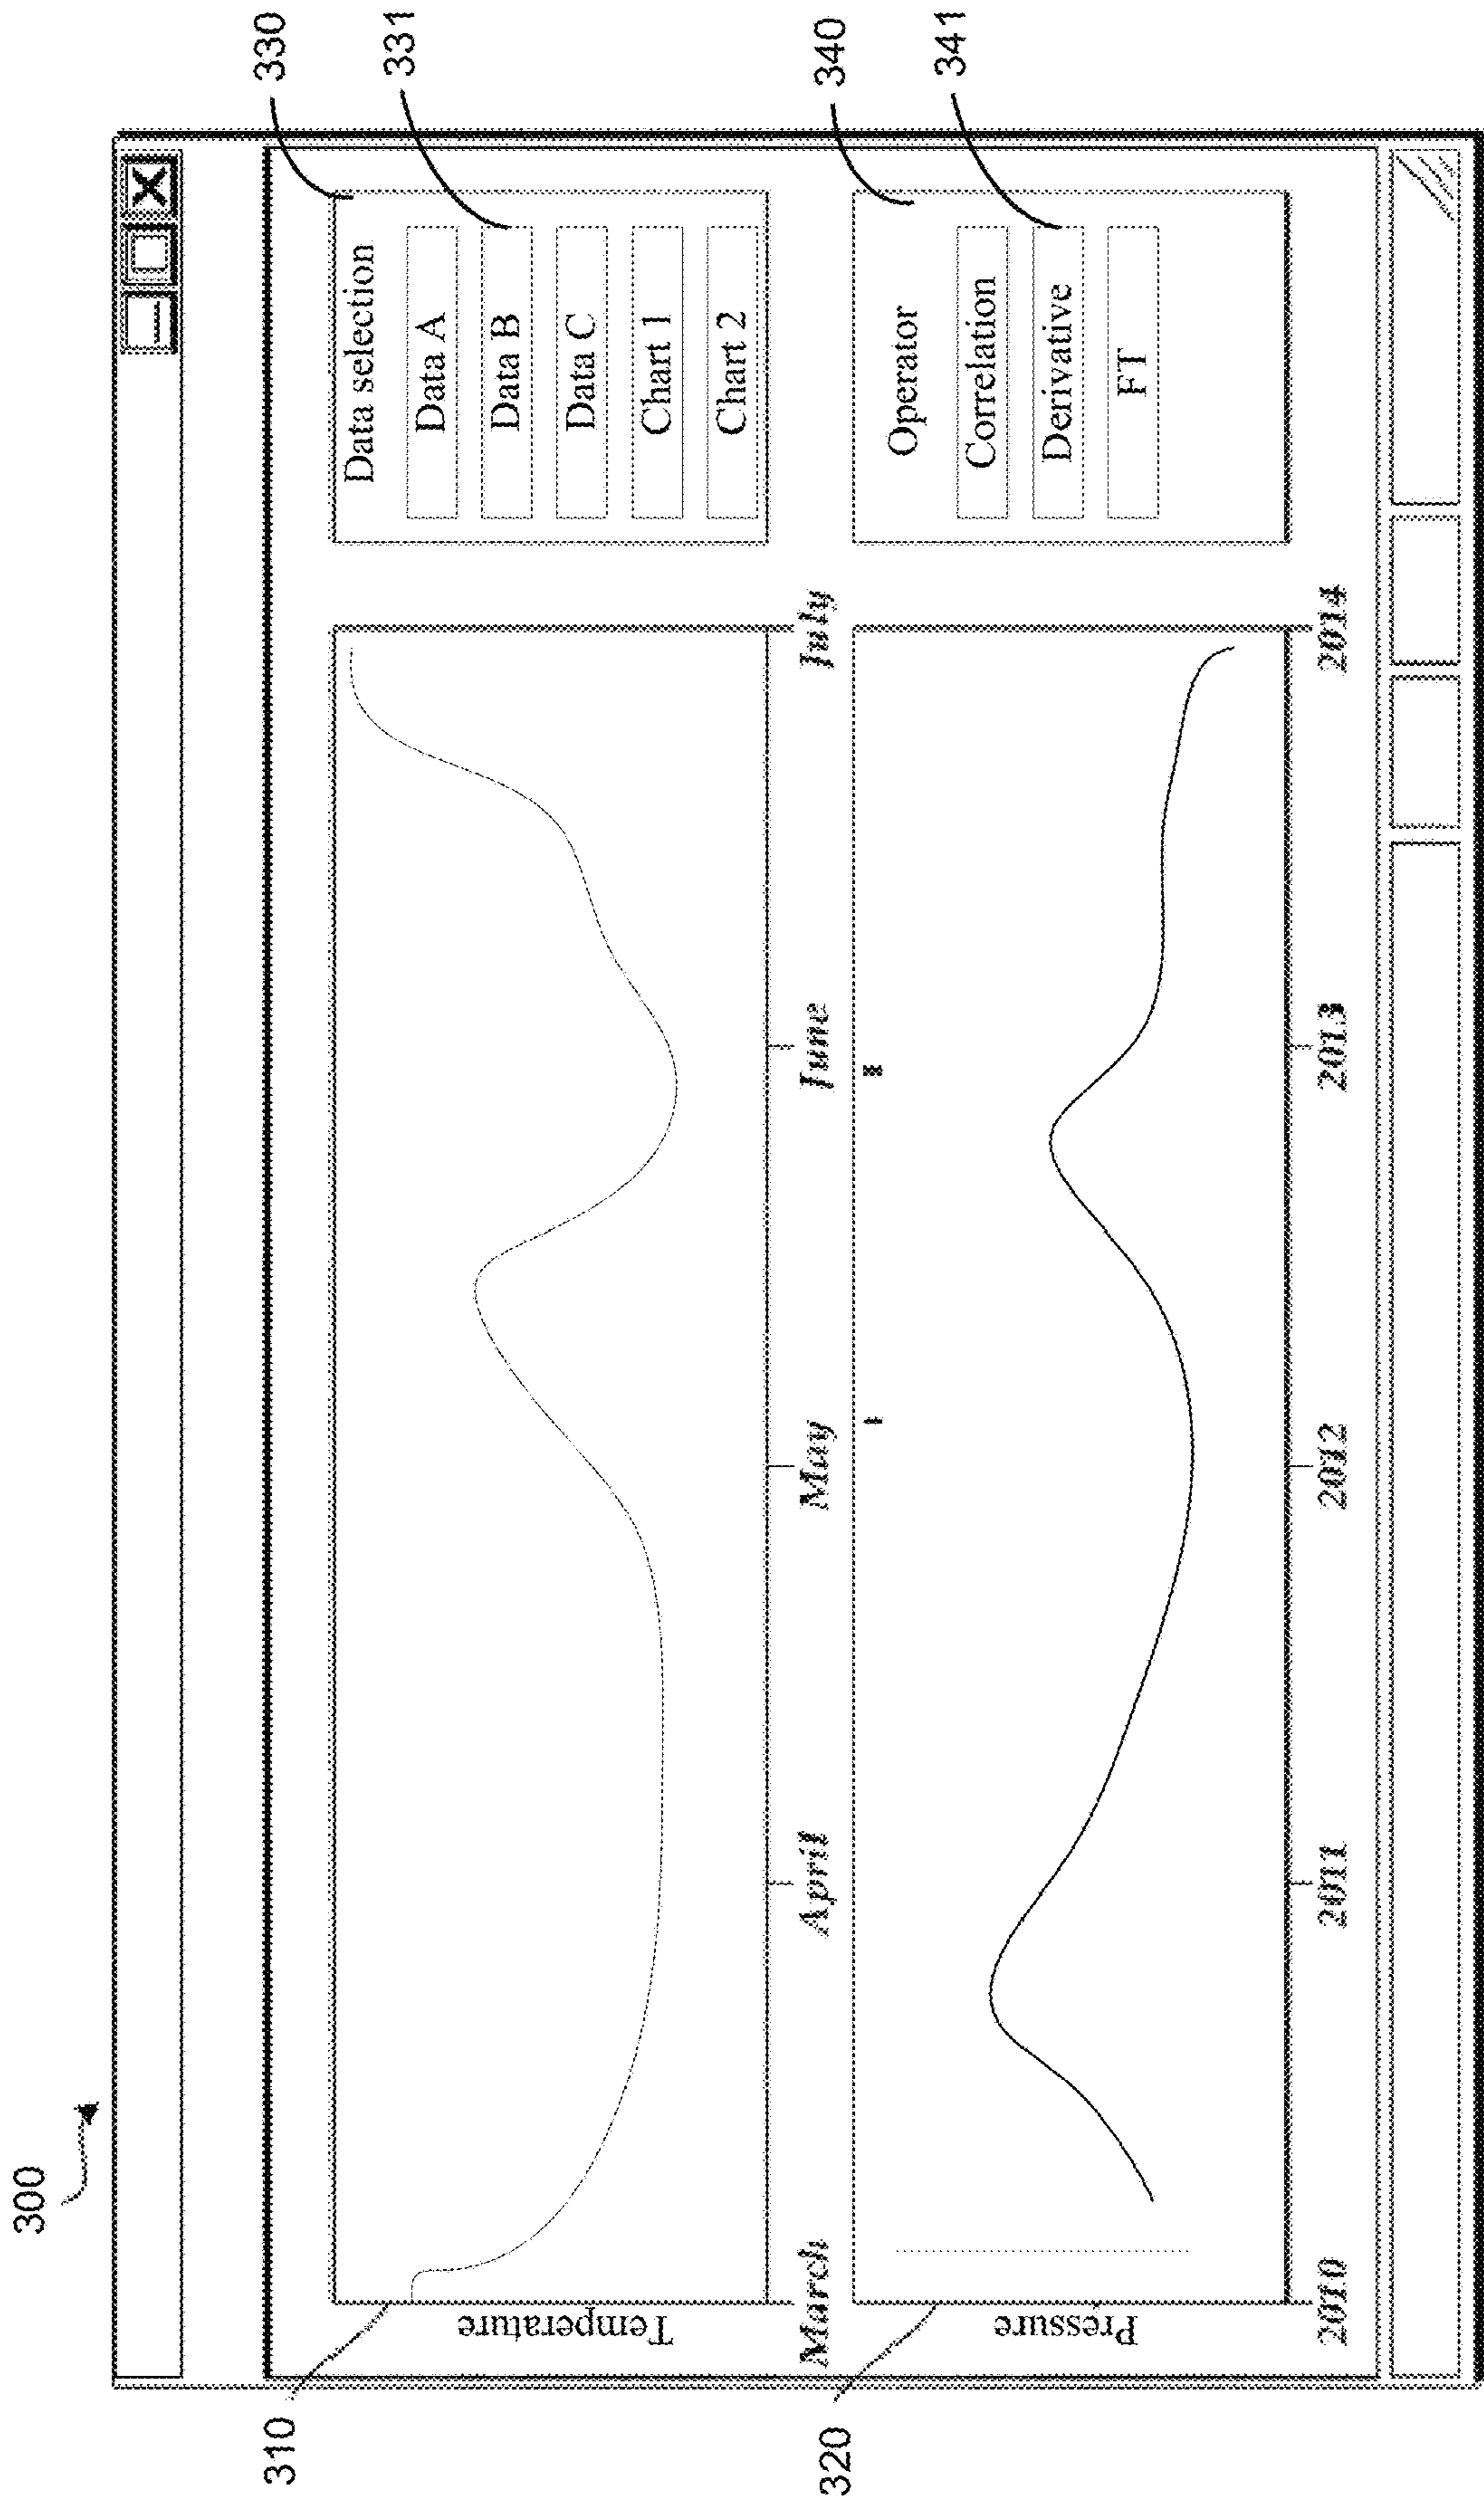 300
330
331
340
341
310
320
Temperature
March
April
May
June
July
Pressure
2010
2011
2012
2013
2014
Data selection
Data A
Data B
Data C
Chart 1
Chart 2
Operator
Correlation
Derivative
FT